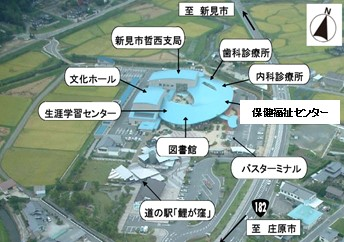 至 新見市
新見市哲西支局
歯科診療所
文化ホール
内科診療所
生涯学習センター
保健福祉センター
図書館
バスターミナル
道の駅「鯉が窪」
182
至 庄原市